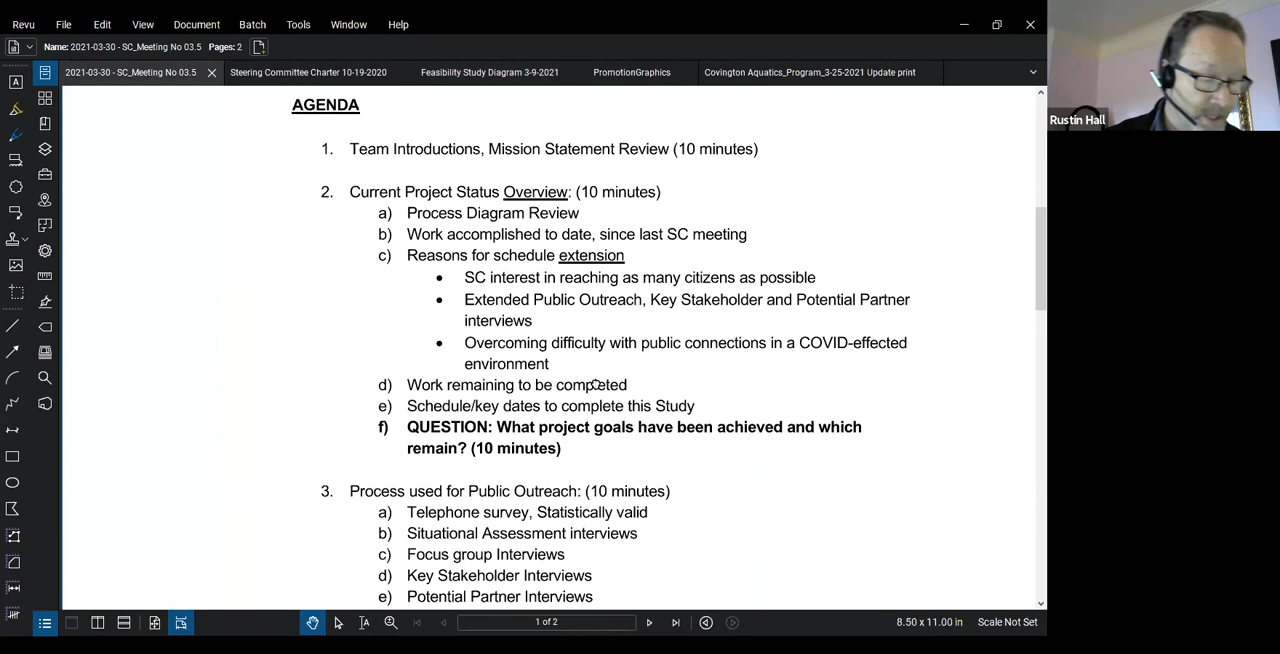 Revu File Edit View Document Batch Tools Window Help
Name: 2021-03-30 - SC_Meeting No 03.5 Pages: 2
2021-03-30 - SC_Meeting No 03.5 Steering Committee Charter 10-19-2020 Feasibility Study Diagram 3-9-2021 PromotionGraphics Covington Aquatics_Program_3-25-2021 Update print
Rustin Hall
AGENDA
1. Team Introductions, Mission Statement Review (10 minutes)
2. Current Project Status Overview: (10 minutes)
a) Process Diagram Review
b) Work accomplished to date, since last SC meeting
c) Reasons for schedule extension
• SC interest in reaching as many citizens as possible
• Extended Public Outreach, Key Stakeholder and Potential Partner
interviews
• Overcoming difficulty with public connections in a COVID-effected
environment
d) Work remaining to be completed
e) Schedule/key dates to complete this Study
f) QUESTION: What project goals have been achieved and which
remain? (10 minutes)
3. Process used for Public Outreach: (10 minutes)
a) Telephone survey, Statistically valid
b) Situational Assessment interviews
c) Focus group Interviews
d) Key Stakeholder Interviews
e) Potential Partner Interviews
1 of 2
8.50 x 11.00 in Scale Not Set